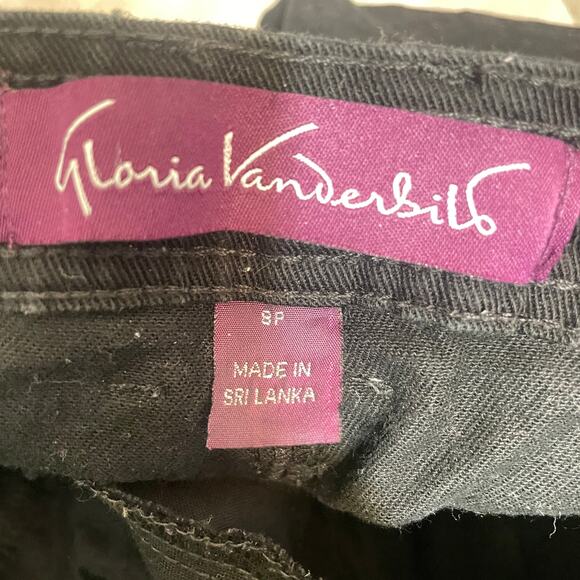 Gloria Vanderbilt
8P
MADE IN
SRI LANKA